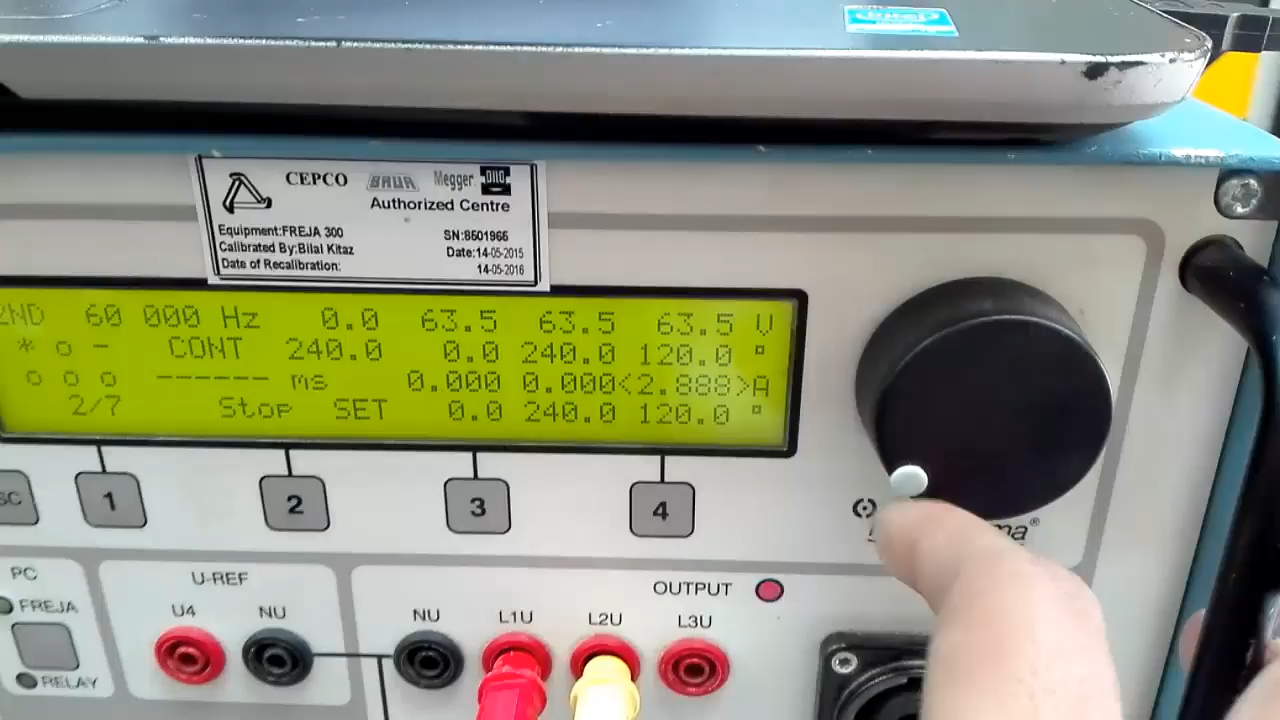 intel
CEPCO BAUR Megger
Authorized Centre
Equipment:FREJA 300 SN:8501965
Calibrated By:Bilal Kitaz Date:14-05-2015
Date of Recalibration: 14-05-2016
2ND 60 000 Hz 0.0 63.5 63.5 63.5 V
* o - CONT 240.0 0.0 240.0 120.0 °
o o o ------ ms 0.000 0.000<2.888>A
2/7 Stop SET 0.0 240.0 120.0 °
SC 1 2 3 4
PC
FREJA
RELAY
U-REF
U4 NU
OUTPUT
NU L1U L2U L3U